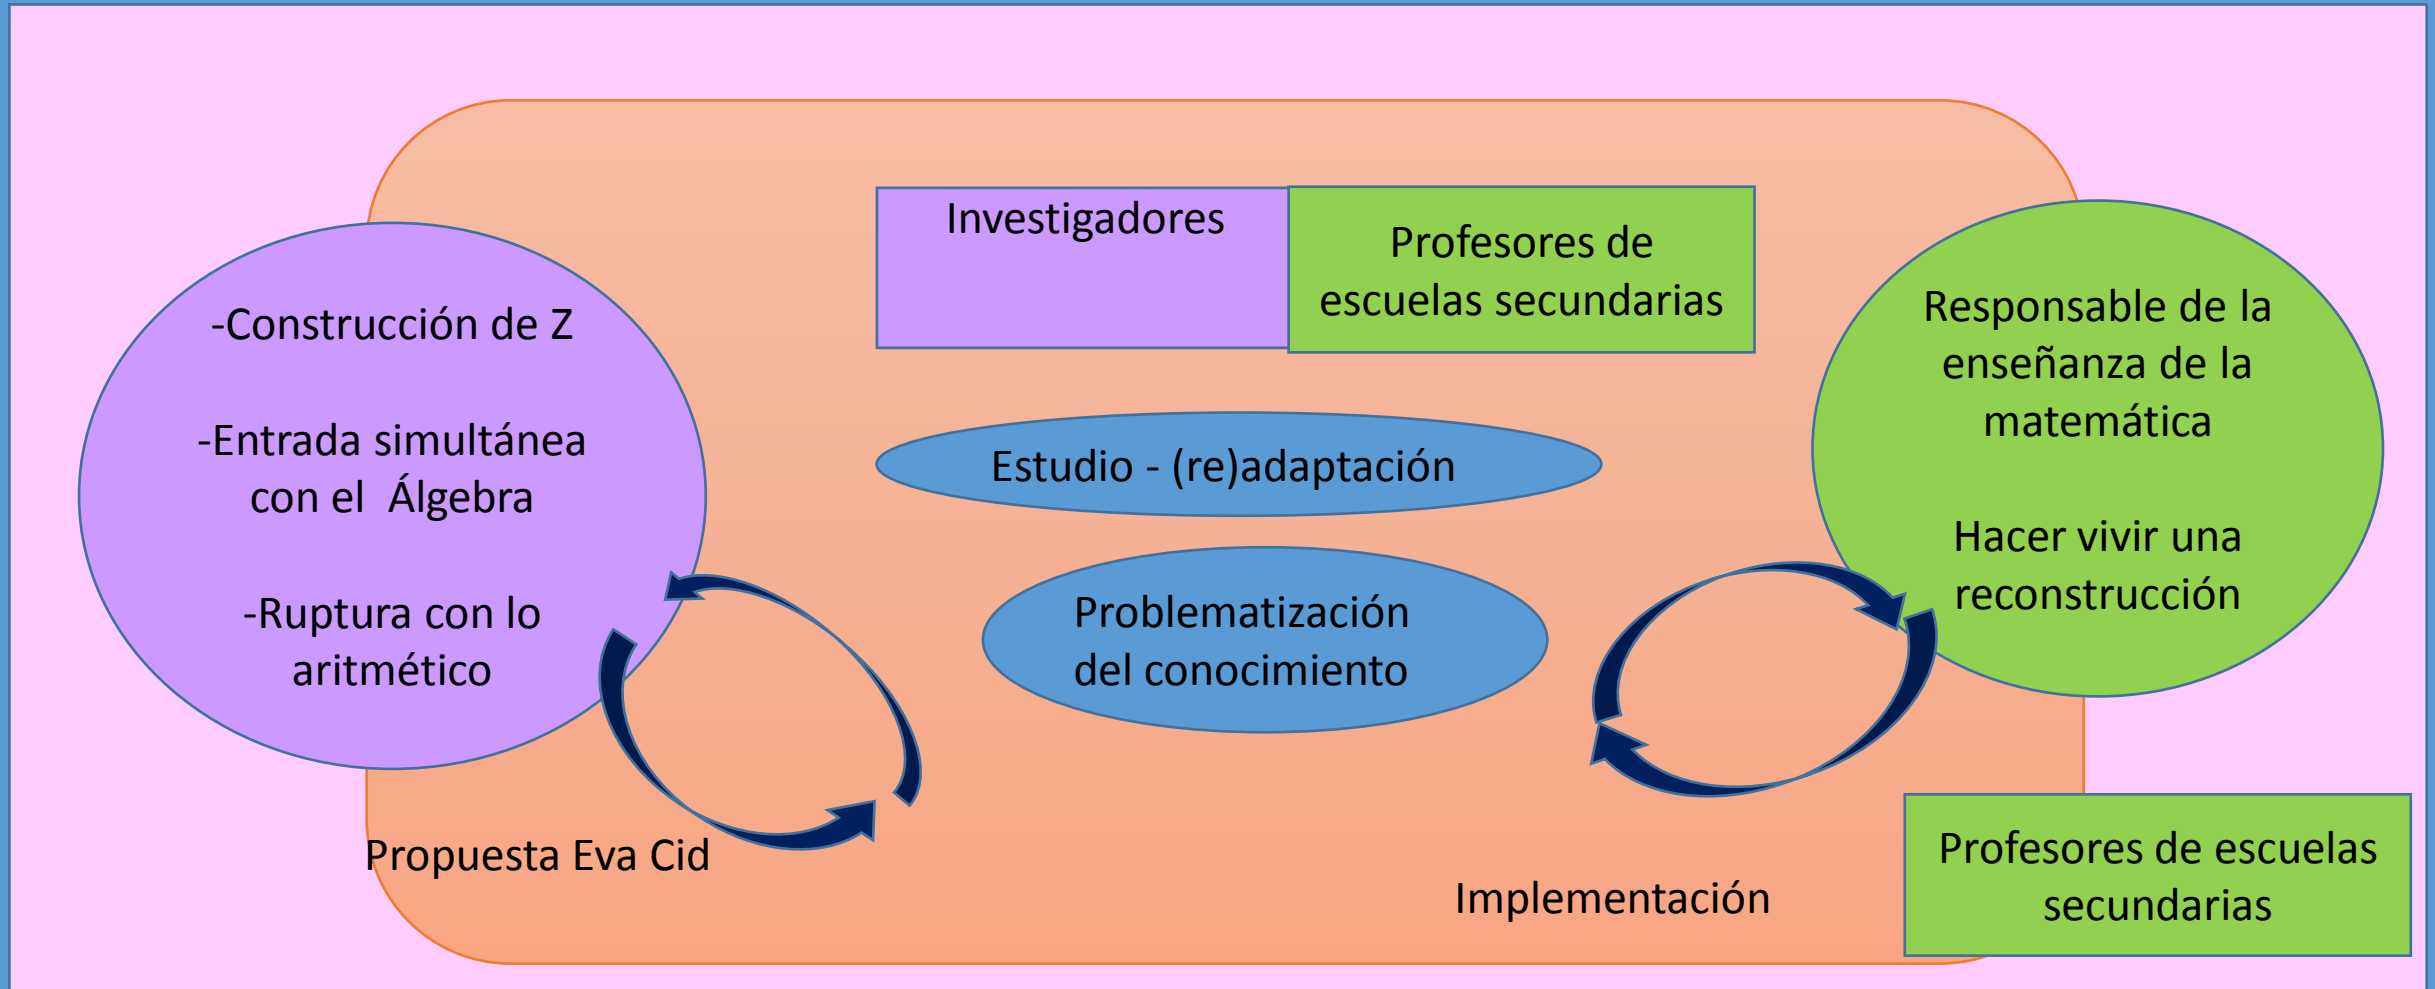 -Construcción de Z
-Entrada simultánea
con el Álgebra
-Ruptura con lo
aritmético
Propuesta Eva Cid
Investigadores
Profesores de
escuelas secundarias
Estudio - (re)adaptación
Problematización
del conocimiento
Implementación
Responsable de la
enseñanza de la
matemática
Hacer vivir una
reconstrucción
Profesores de escuelas
secundarias